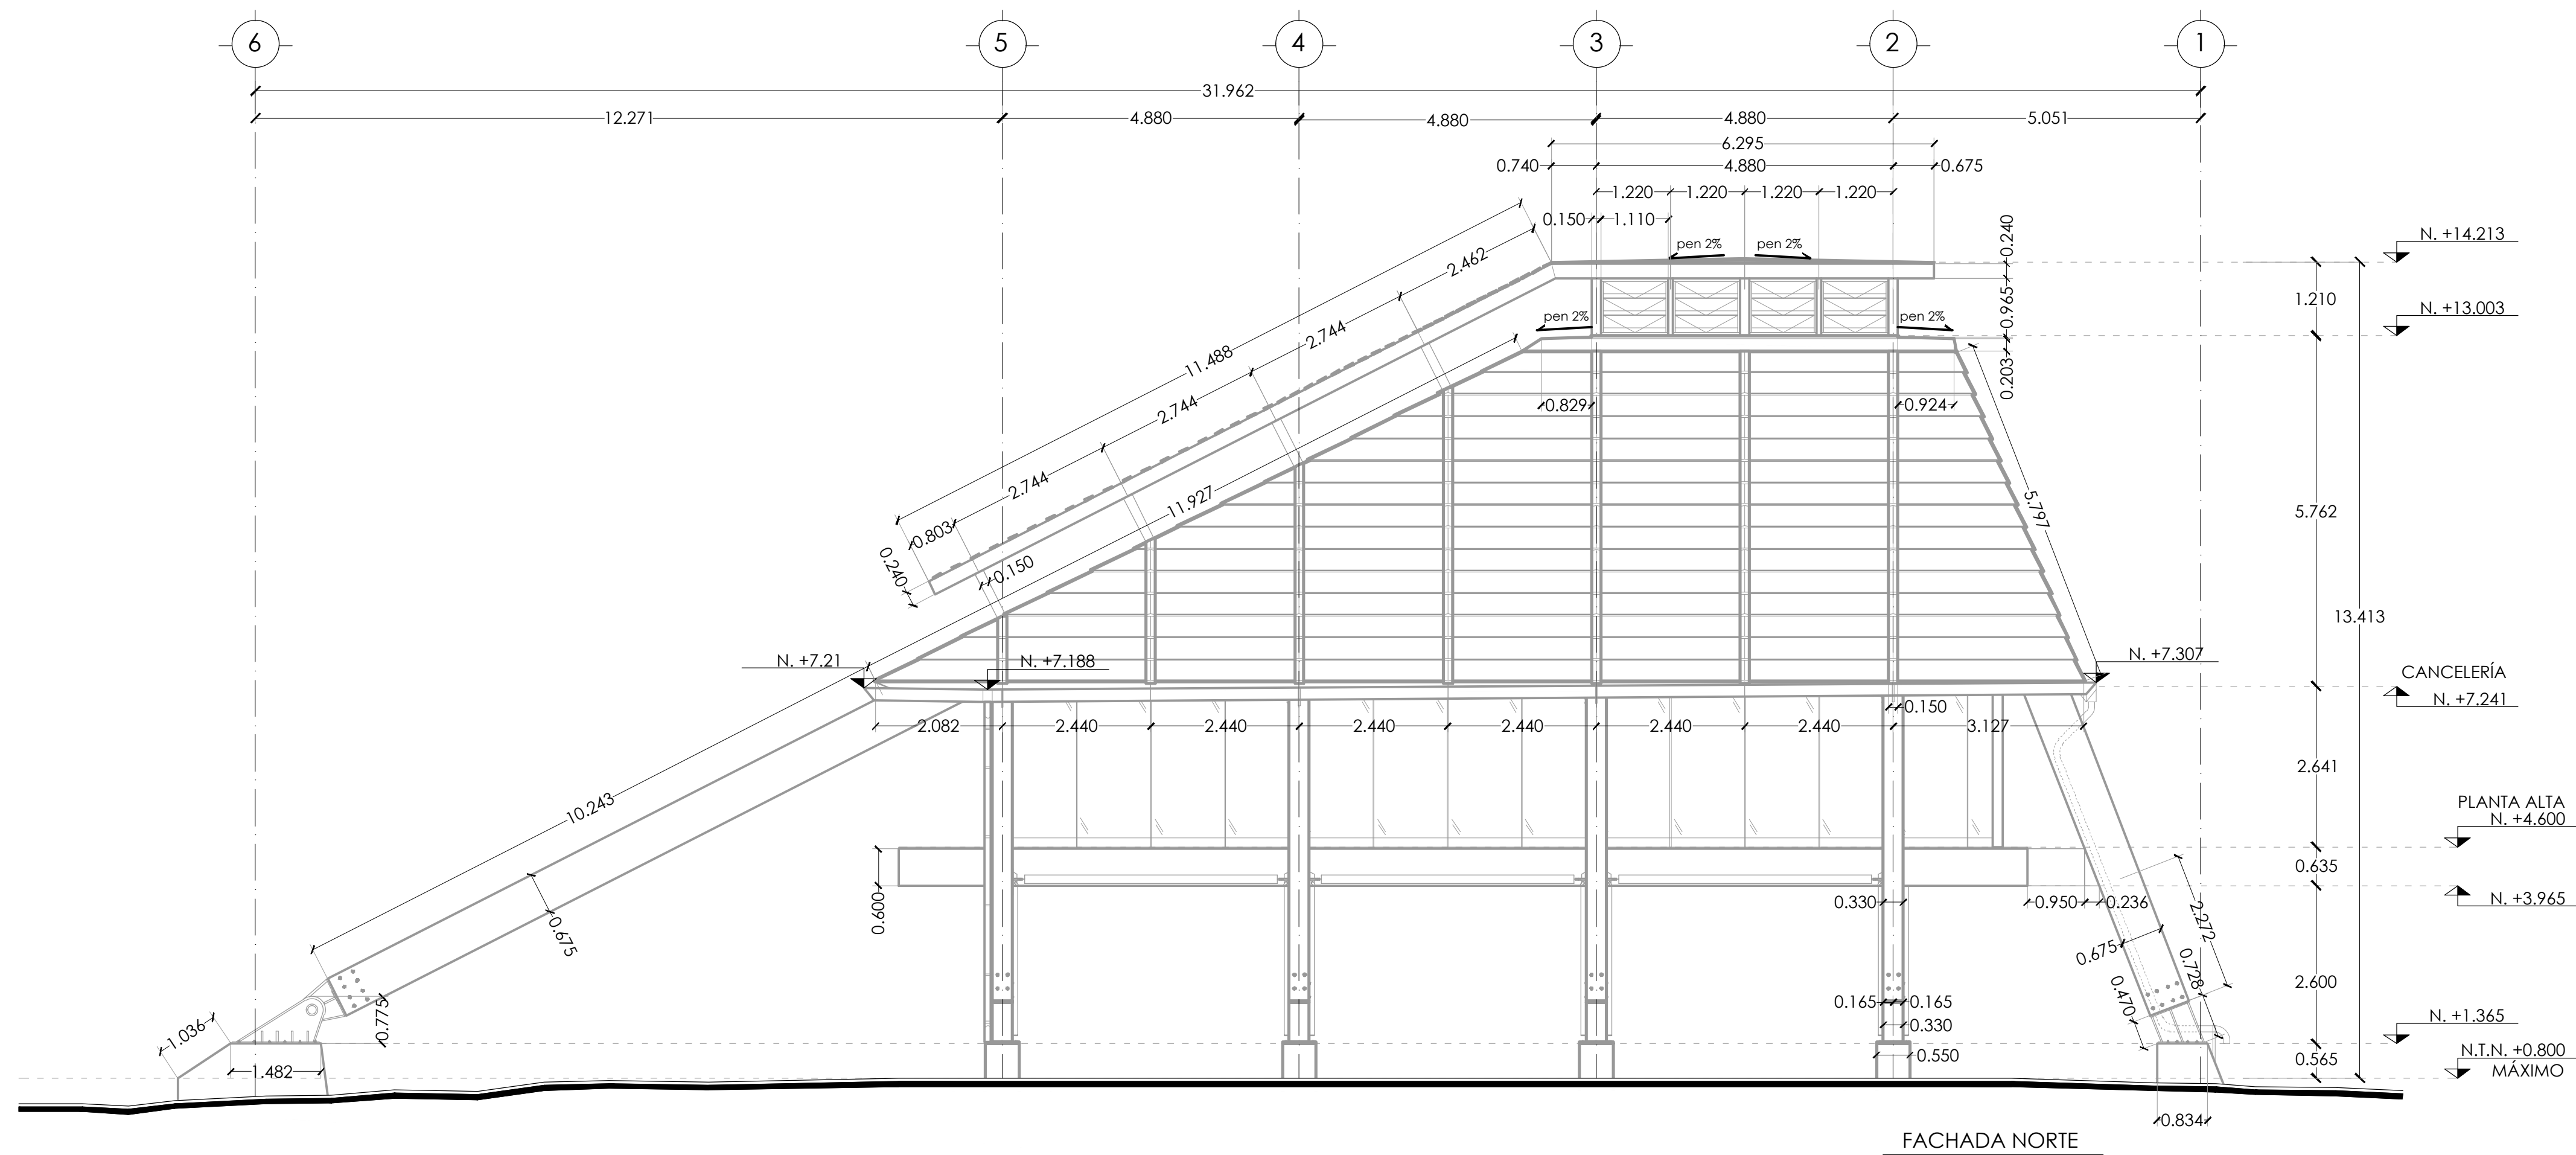 6 5 4 3 2 1
31.962
12.271 4.880 4.880 4.880 5.051
6.295
0.740 4.880 0.675
1.220 1.220 1.220 1.220
0.150 1.110
0.240
N. +14.213
pen 2% pen 2%
2.462
1.210
0.965
N. +13.003
pen 2% pen 2%
2.744
11.488
0.203
0.829 0.924
2.744
2.744
11.927
5.797
5.762
0.803
0.240
0.150
13.413
N. +7.21
N. +7.188
N. +7.307
CANCELERÍA
N. +7.241
0.150
2.082 2.440 2.440 2.440 2.440 2.440 2.440 3.127
2.641
10.243
PLANTA ALTA
N. +4.600
0.635
0.600
0.330 0.950 0.236
N. +3.965
0.675
2.272
0.675
0.728
0.470
2.600
0.775
0.165 0.165
1.036
0.330
N. +1.365
0.550
0.565
N.T.N. +0.800
MÁXIMO
1.482
0.834
FACHADA NORTE